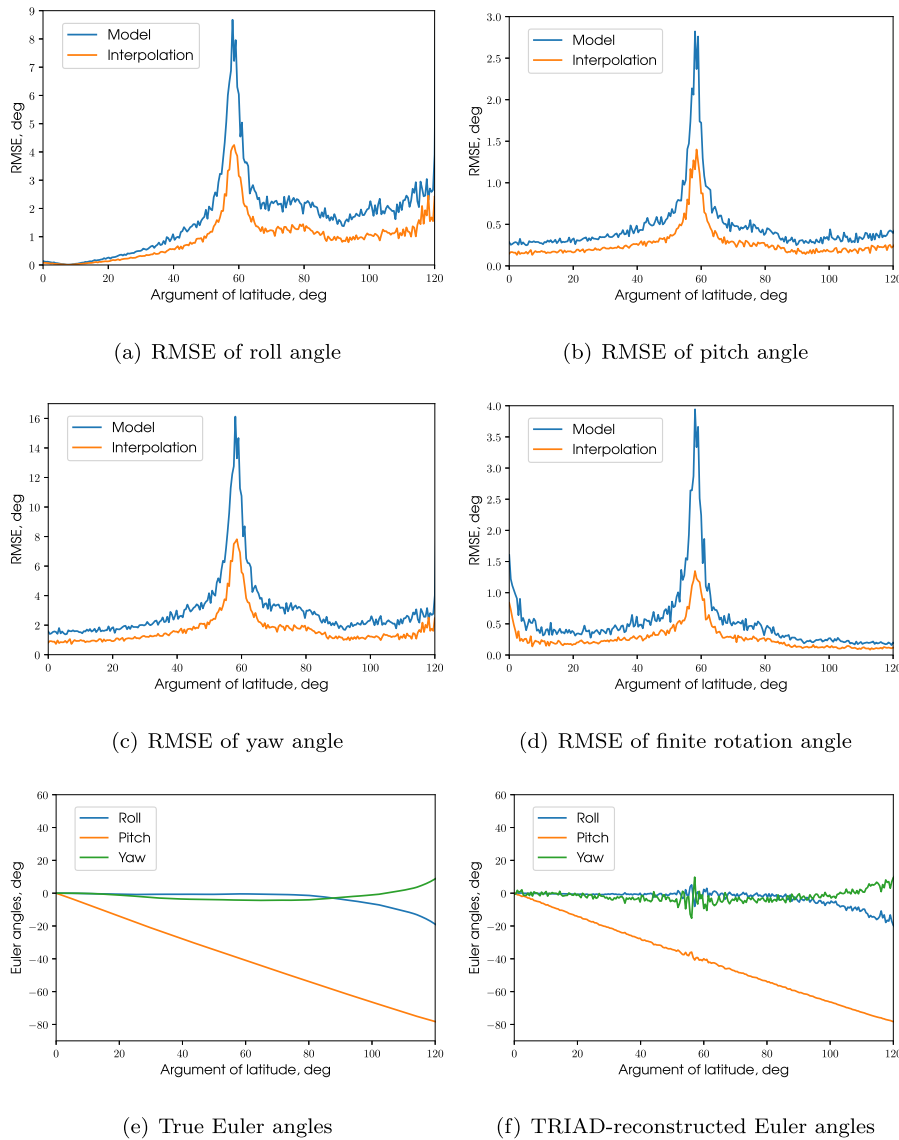 9
8
7
6
5
4
3
2
1
0
RMSE, deg
Model
Interpolation
0 20 40 60 80 100 120
Argument of latitude, deg
(a) RMSE of roll angle
3.0
2.5
2.0
1.5
1.0
0.5
0.0
RMSE, deg
Model
Interpolation
0 20 40 60 80 100 120
Argument of latitude, deg
(b) RMSE of pitch angle
16
14
12
10
8
6
4
2
0
RMSE, deg
Model
Interpolation
0 20 40 60 80 100 120
Argument of latitude, deg
(c) RMSE of yaw angle
4.0
3.5
3.0
2.5
2.0
1.5
1.0
0.5
0.0
RMSE, deg
Model
Interpolation
0 20 40 60 80 100 120
Argument of latitude, deg
(d) RMSE of finite rotation angle
60
40
20
0
−20
−40
−60
−80
Euler angles, deg
Roll
Pitch
Yaw
0 20 40 60 80 100 120
Argument of latitude, deg
(e) True Euler angles
60
40
20
0
−20
−40
−60
−80
Euler angles, deg
Roll
Pitch
Yaw
0 20 40 60 80 100 120
Argument of latitude, deg
(f) TRIAD-reconstructed Euler angles